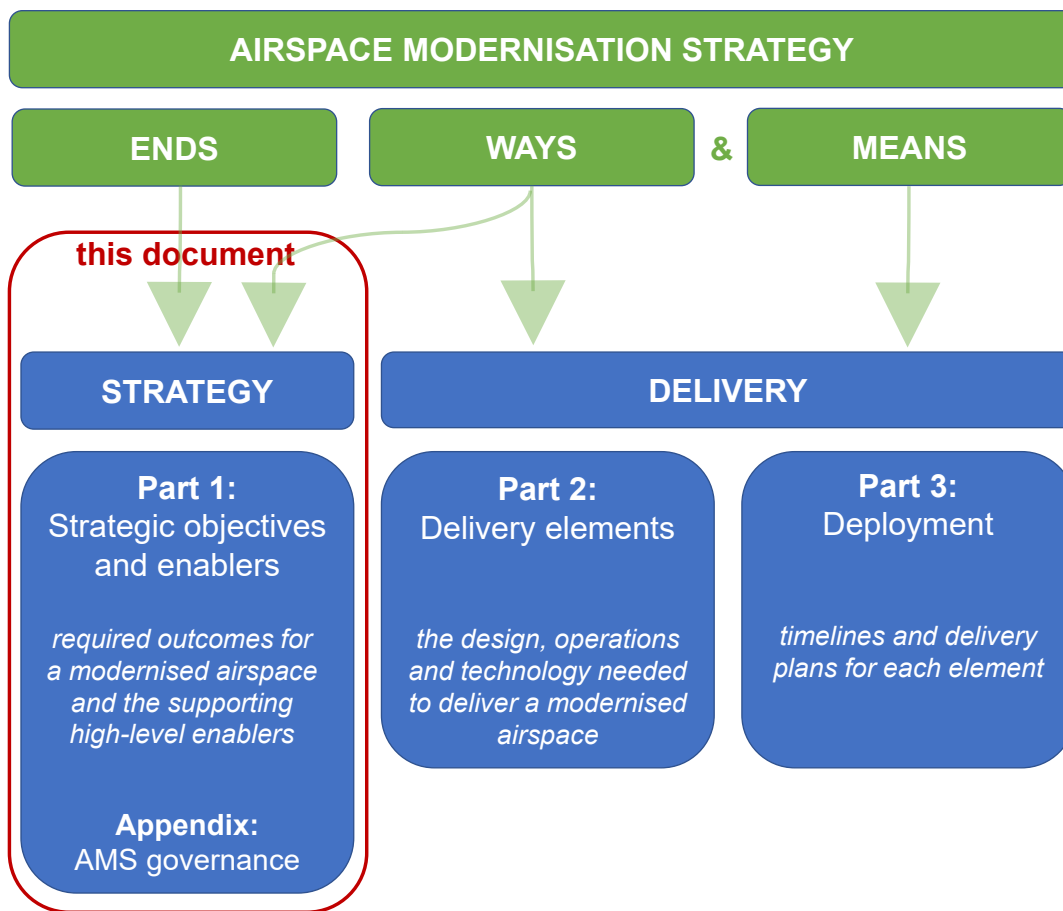 AIRSPACE MODERNISATION STRATEGY
ENDS
WAYS
&
MEANS
this document
STRATEGY
DELIVERY
Part 1:
Strategic objectives
and enablers
required outcomes for
a modernised airspace
and the supporting
high-level enablers
Appendix:
AMS governance
Part 2:
Delivery elements
the design, operations
and technology needed
to deliver a modernised
airspace
Part 3:
Deployment
timelines and delivery
plans for each element